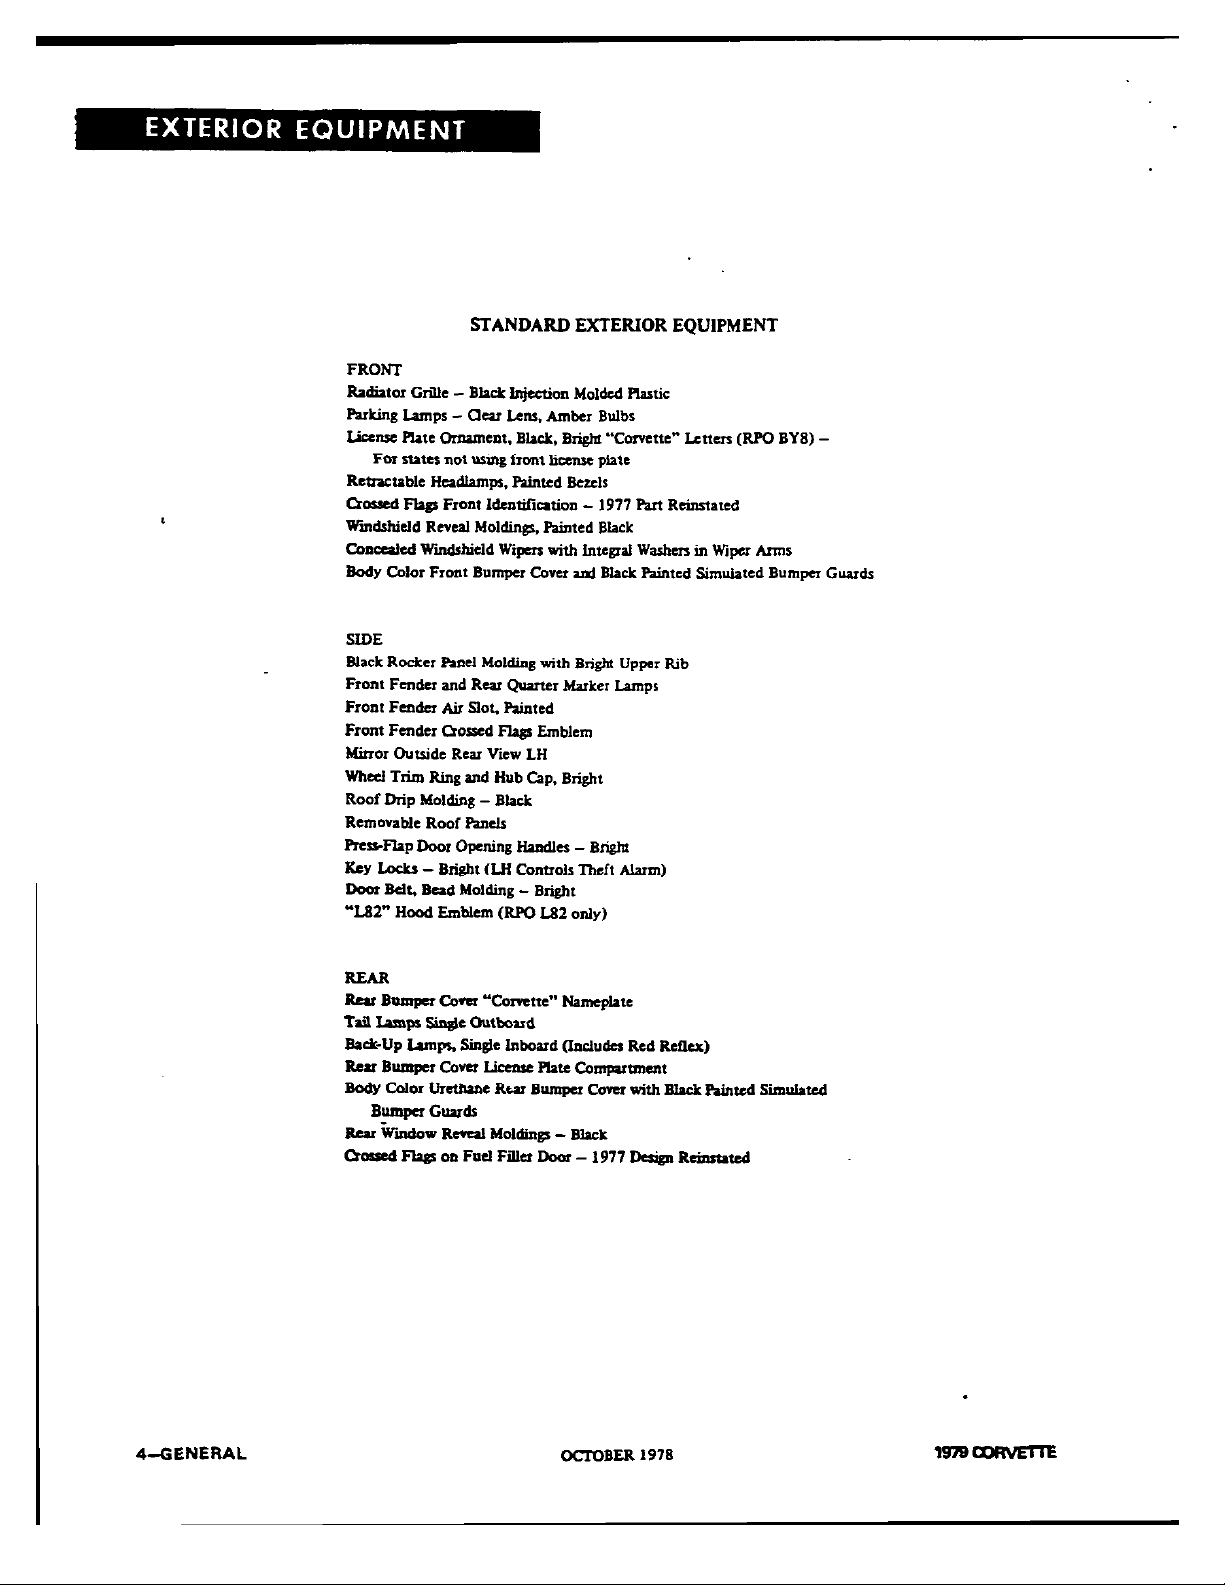 EXTERIOR EQUIPMENT
STANDARD EXTERIOR EQUIPMENT
FRONT
Radiator Grille – Black Injection Molded Plastic
Parking Lamps – Clear Lens, Amber Bulbs
License Plate Ornament, Black, Bright “Corvette” Letters (RPO BY8) –
For states not using front license plate
Retractable Headlamps, Painted Bezels
Crossed Flags Front Identification – 1977 Part Reinstated
Windshield Reveal Moldings, Painted Black
Concealed Windshield Wipers with Integral Washers in Wiper Arms
Body Color Front Bumper Cover and Black Painted Simulated Bumper Guards
SIDE
Black Rocker Panel Molding with Bright Upper Rib
Front Fender and Rear Quarter Marker Lamps
Front Fender Air Slot, Painted
Front Fender Crossed Flags Emblem
Mirror Outside Rear View LH
Wheel Trim Ring and Hub Cap, Bright
Roof Drip Molding – Black
Removable Roof Panels
Press-Flap Door Opening Handles – Bright
Key Locks – Bright (LH Controls Theft Alarm)
Door Belt, Bead Molding – Bright
“L82” Hood Emblem (RPO L82 only)
REAR
Rear Bumper Cover “Corvette” Nameplate
Tail Lamps Single Outboard
Back-Up Lamps, Single Inboard (Includes Red Reflex)
Rear Bumper Cover License Plate Compartment
Body Color Urethane Rear Bumper Cover with Black Painted Simulated
Bumper Guards
Rear Window Reveal Moldings – Black
Crossed Flags on Fuel Filler Door – 1977 Design Reinstated
4—GENERAL
OCTOBER 1978
1979 CORVETTE